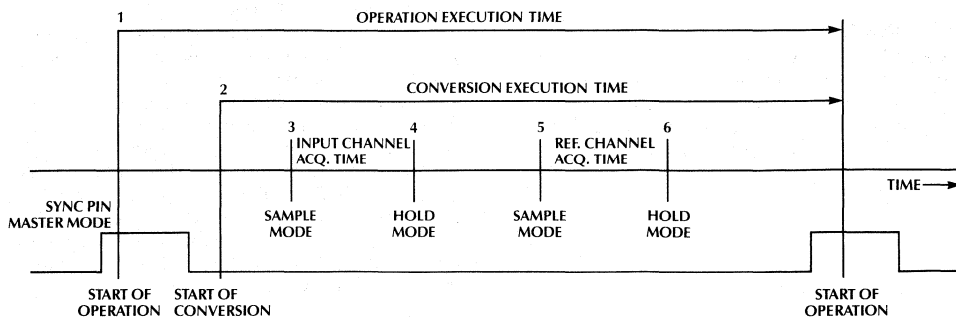 1 OPERATION EXECUTION TIME
2 CONVERSION EXECUTION TIME
3 INPUT CHANNEL 4 5 REF. CHANNEL 6
ACQ. TIME ACQ. TIME
TIME
SYNC PIN
MASTER MODE
SAMPLE HOLD SAMPLE HOLD
MODE MODE MODE MODE
START OF START OF START OF
OPERATION CONVERSION OPERATION